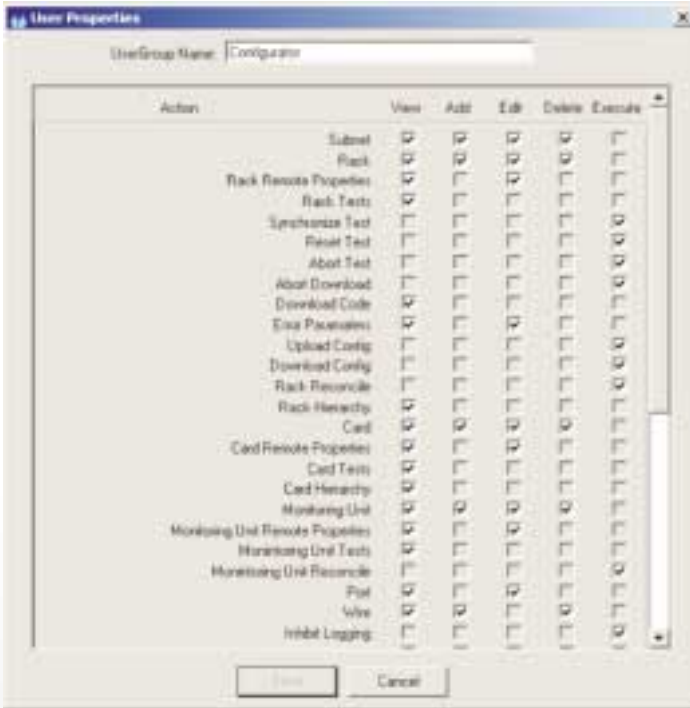 User Properties
UserGroup Name: Configurator
Action View Add Edit Delete Execute
Subnet
Rack
Rack Remote Properties
Rack Tests
Synchronize Test
Reset Test
Abort Test
Abort Download
Download Code
Error Parameters
Upload Config
Download Config
Rack Reconcile
Rack Hierarchy
Card
Card Remote Properties
Card Tests
Card Hierarchy
Monitoring Unit
Monitoring Unit Remote Properties
Monitoring Unit Tests
Monitoring Unit Reconcile
Port
Wire
Inhibit Logging
Cancel